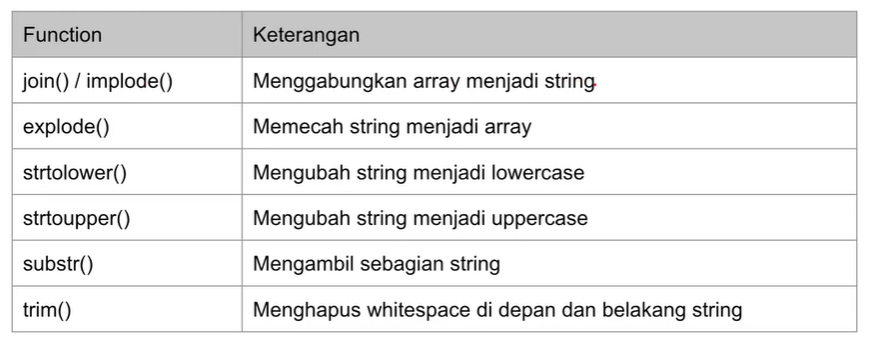 Function Keterangan
join() / implode() Menggabungkan array menjadi string
explode() Memecah string menjadi array
strtolower() Mengubah string menjadi lowercase
strtoupper() Mengubah string menjadi uppercase
substr() Mengambil sebagian string
trim() Menghapus whitespace di depan dan belakang string